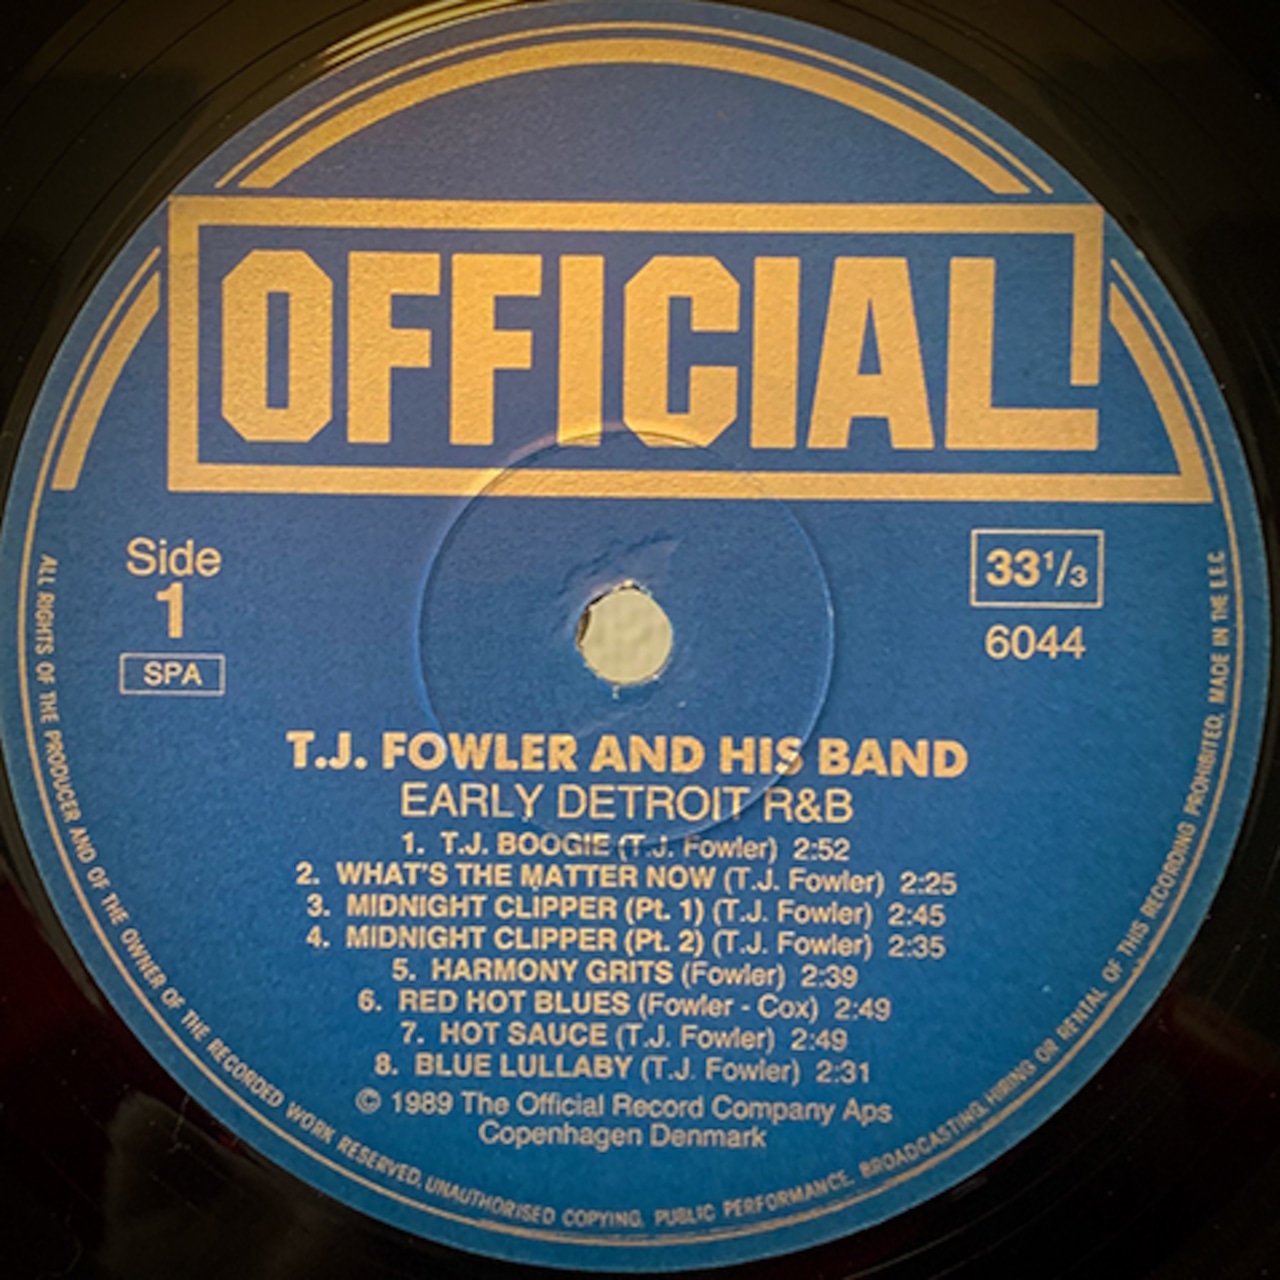 OFFICIAL
Side
1
SPA
33 1/3
6044
T.J. FOWLER AND HIS BAND
EARLY DETROIT R&B
1. T.J. BOOGIE (T.J. Fowler) 2:52
2. WHAT'S THE MATTER NOW (T.J. Fowler) 2:25
3. MIDNIGHT CLIPPER (Pt. 1) (T.J. Fowler) 2:45
4. MIDNIGHT CLIPPER (Pt. 2) (T.J. Fowler) 2:35
5. HARMONY GRITS (Fowler) 2:39
6. RED HOT BLUES (Fowler - Cox) 2:49
7. HOT SAUCE (T.J. Fowler) 2:49
8. BLUE LULLABY (T.J. Fowler) 2:31
© 1989 The Official Record Company Aps
Copenhagen Denmark
ALL RIGHTS OF THE PRODUCER AND OF THE OWNER OF THE RECORDED WORK RESERVED, UNAUTHORISED COPYING, PUBLIC PERFORMANCE, BROADCASTING, HIRING OR RENTAL OF THIS RECORDING PROHIBITED. MADE IN THE E.E.C